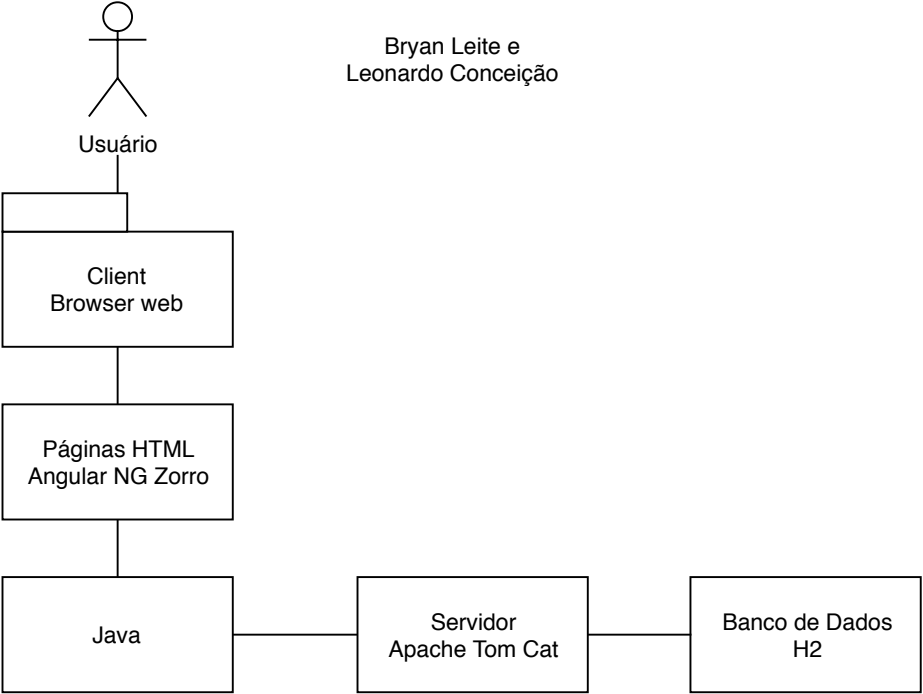 Bryan Leite e
Leonardo Conceição
Usuário
Client
Browser web
Páginas HTML
Angular NG Zorro
Java
Servidor
Apache Tom Cat
Banco de Dados
H2